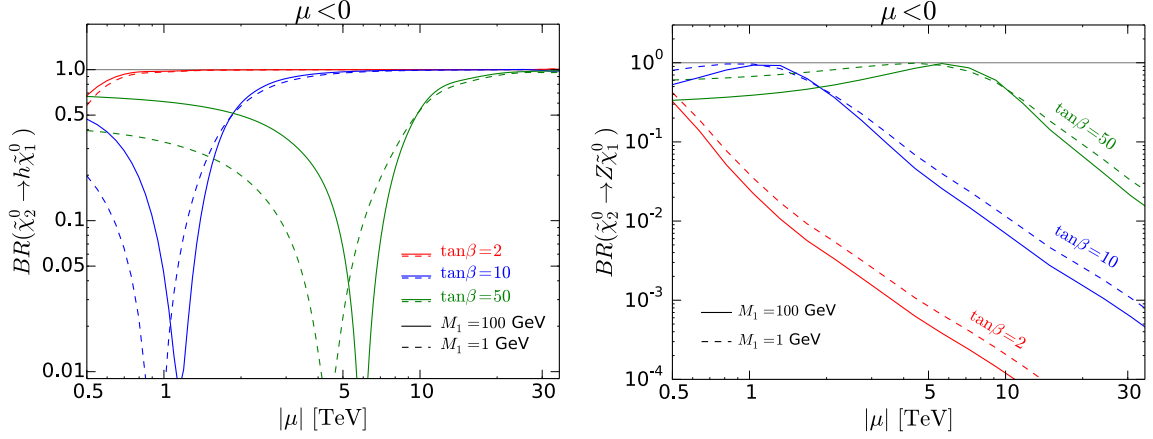 μ<0
BR(χ̃⁰₂→hχ̃⁰₁)
1.0
0.5
0.1
0.05
0.01
tanβ=2
tanβ=10
tanβ=50
M₁=100 GeV
M₁=1 GeV
0.5
1
5
10
30
|μ| [TeV]
μ<0
BR(χ̃⁰₂→Zχ̃⁰₁)
10⁰
10⁻¹
10⁻²
10⁻³
10⁻⁴
tanβ=50
tanβ=10
tanβ=2
M₁=100 GeV
M₁=1 GeV
0.5
1
5
10
30
|μ| [TeV]